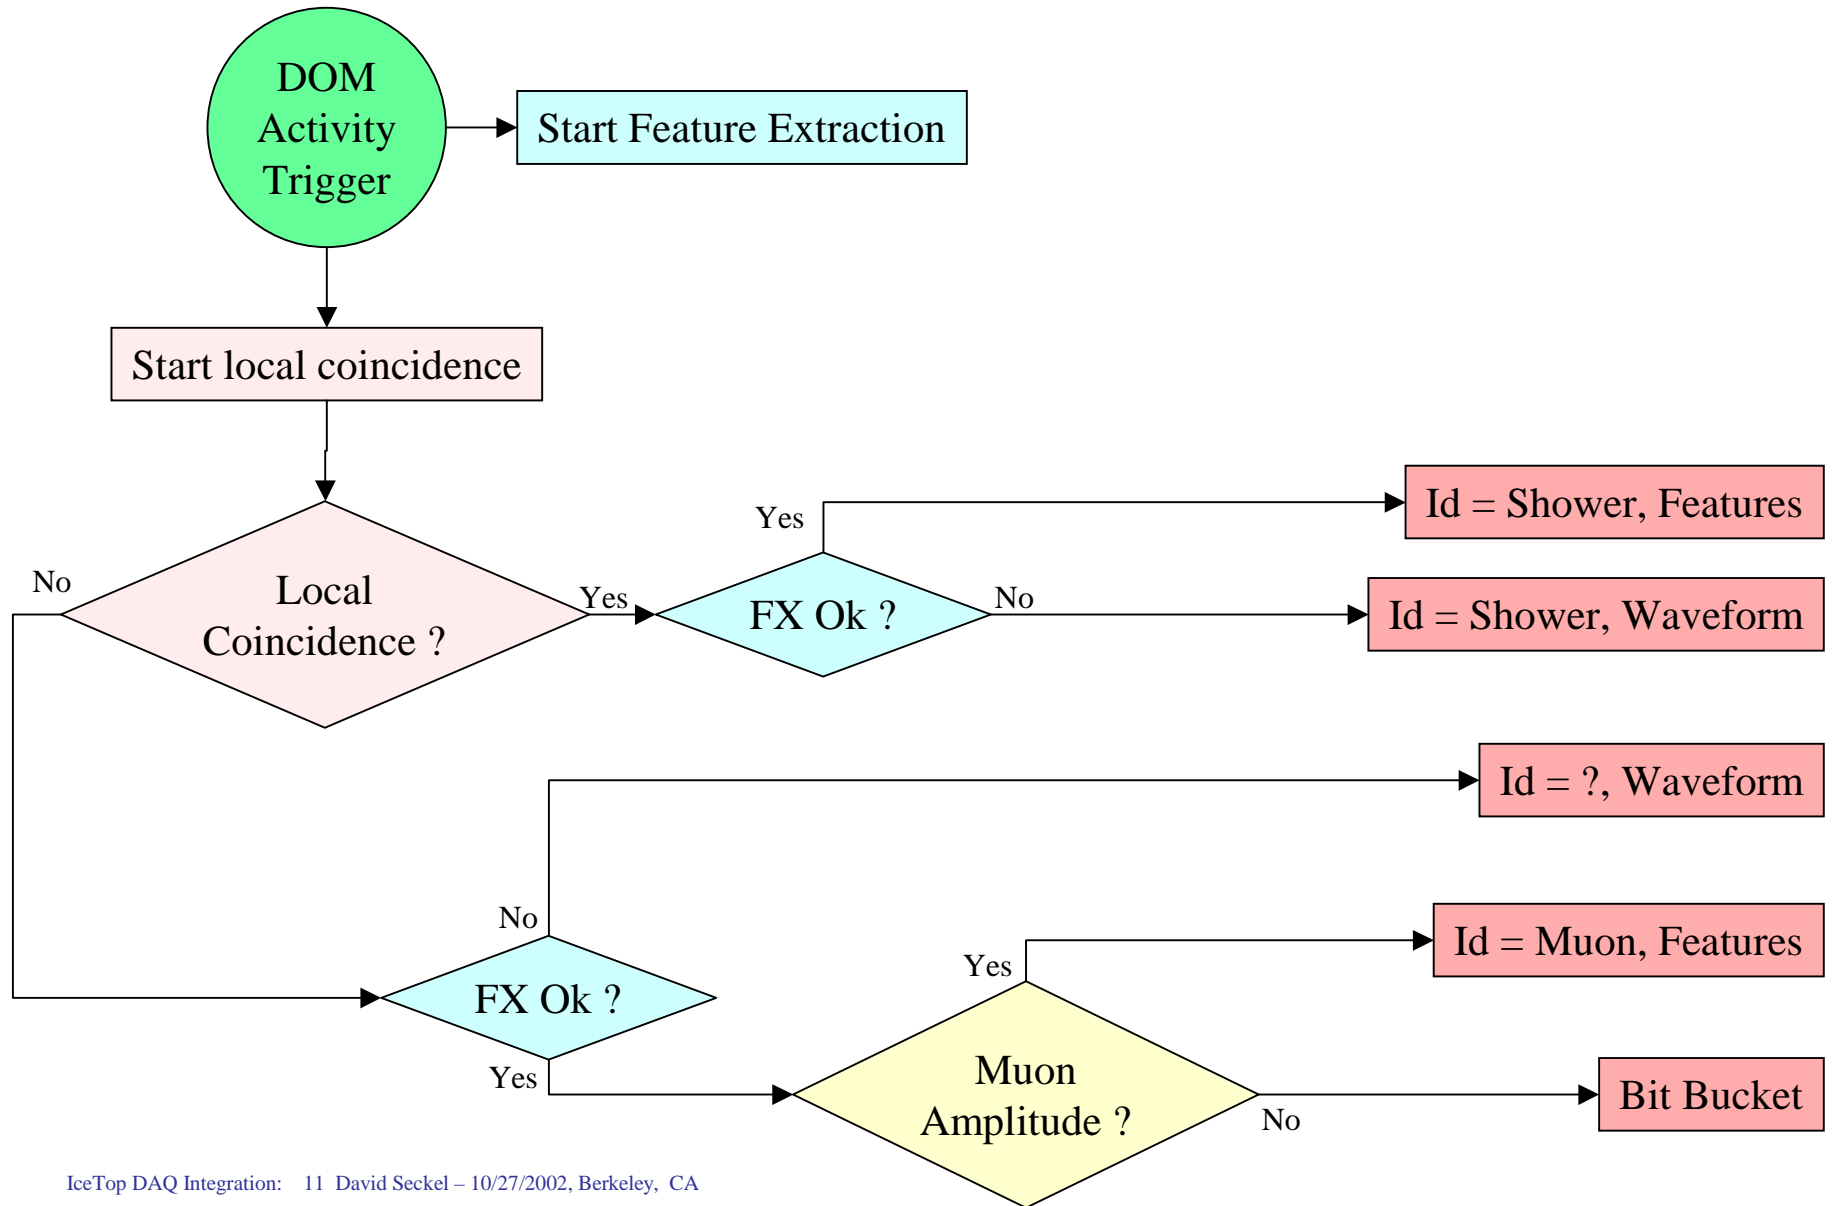 DOM
Activity
Trigger
Start Feature Extraction
Start local coincidence
Yes
Id = Shower, Features
No
Local
Coincidence ?
Yes
FX Ok ?
No
Id = Shower, Waveform
Id = ?, Waveform
No
FX Ok ?
Yes
Yes
Id = Muon, Features
Muon
Amplitude ?
No
Bit Bucket
IceTop DAQ Integration: 11 David Seckel – 10/27/2002, Berkeley, CA